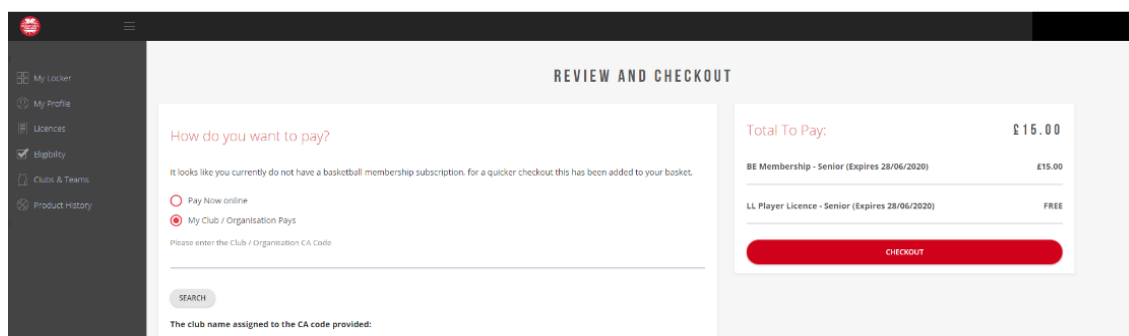 REVIEW AND CHECKOUT
My Locker
My Profile
Licences
Eligibility
Clubs & Teams
Product History
How do you want to pay?
It looks like you currently do not have a basketball membership subscription. for a quicker checkout this has been added to your basket.
Pay Now online
My Club / Organisation Pays
Please enter the Club / Organisation CA Code
SEARCH
The club name assigned to the CA code provided:
Total To Pay: £15.00
BE Membership - Senior (Expires 28/06/2020) £15.00
LL Player Licence - Senior (Expires 28/06/2020) FREE
CHECKOUT